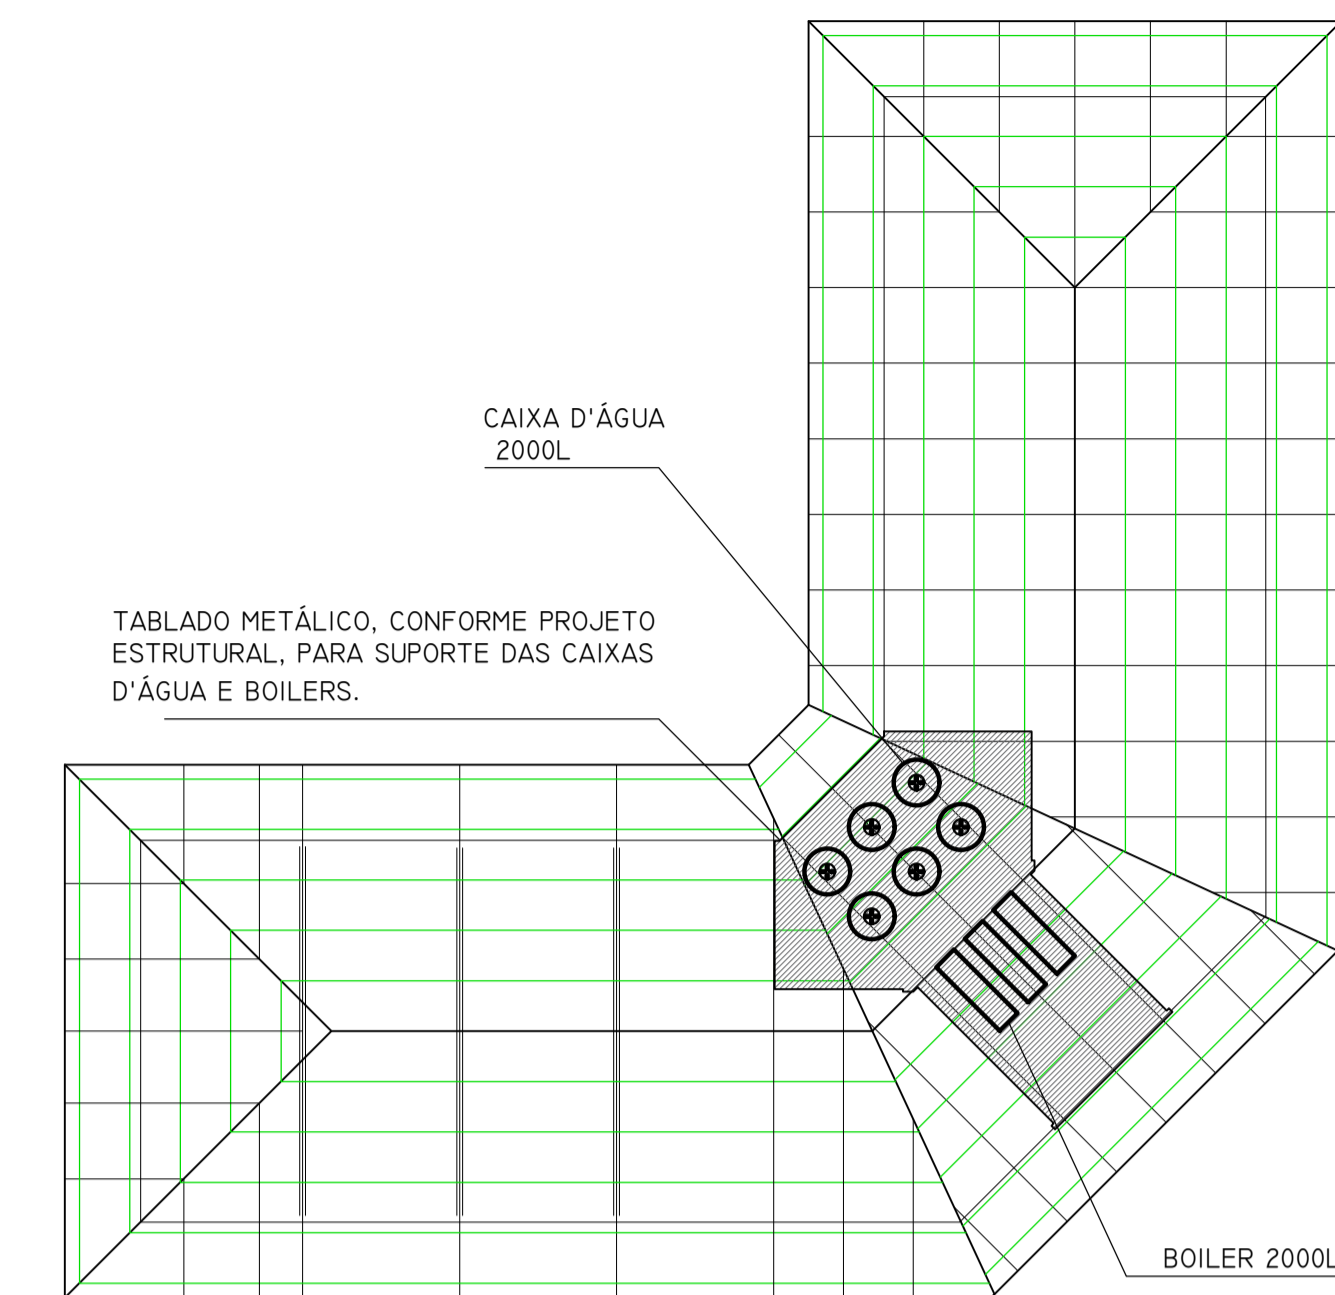 CAIXA D'ÁGUA
2000L
TABLADO METÁLICO, CONFORME PROJETO
ESTRUTURAL, PARA SUPORTE DAS CAIXAS
D'ÁGUA E BOILERS.
BOILER 2000L